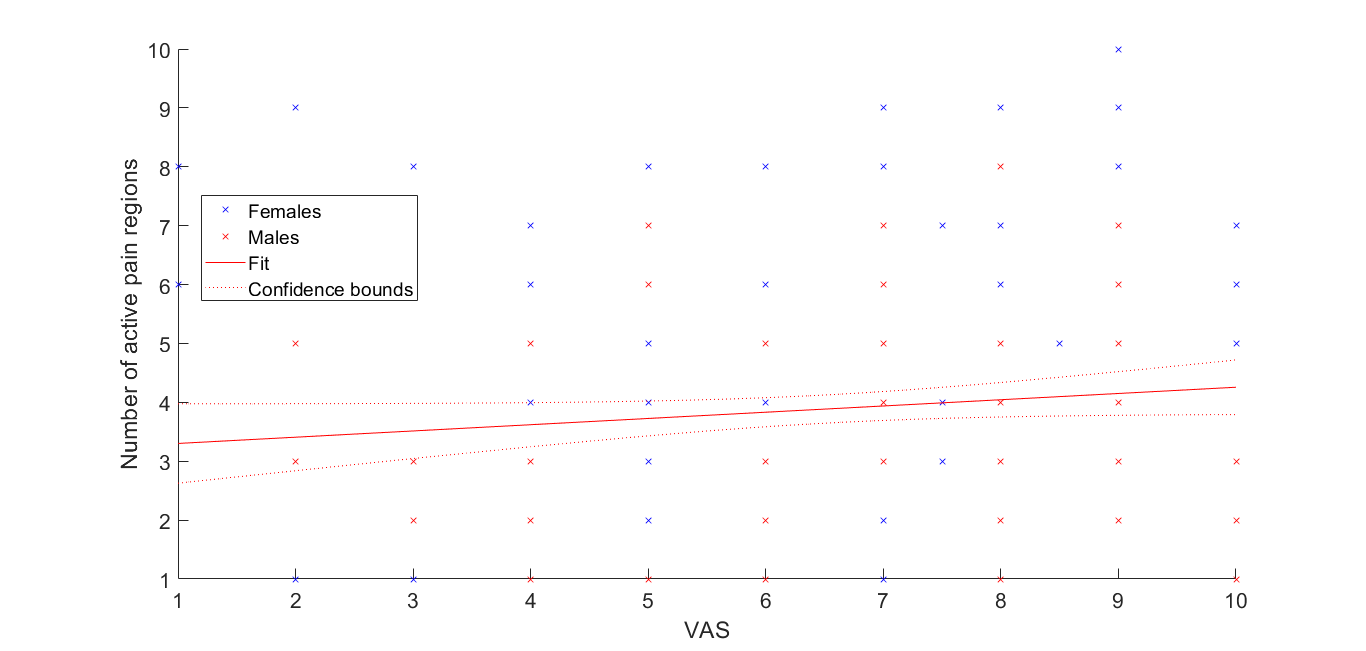 10
9
8
7
6
5
4
3
2
1
Number of active pain regions
Females
Males
Fit
Confidence bounds
1 2 3 4 5 6 7 8 9 10
VAS